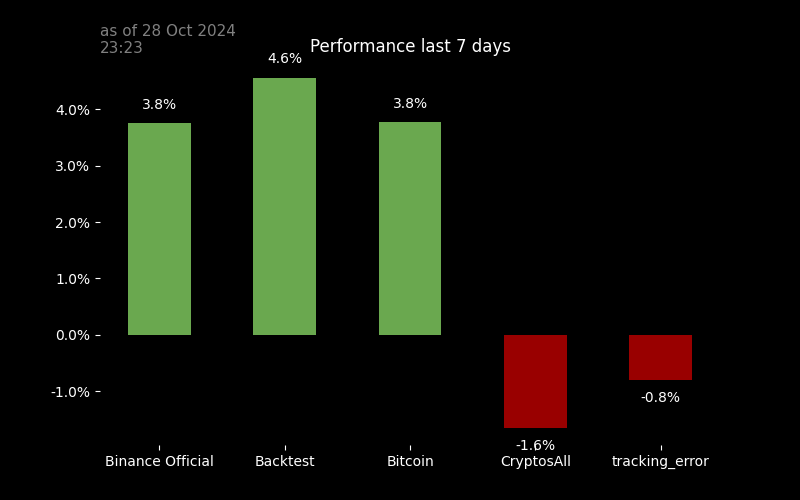 as of 28 Oct 2024
23:23
Performance last 7 days
4.6%
3.8%
3.8%
4.0%
3.0%
2.0%
1.0%
0.0%
-1.0%
-0.8%
-1.6%
Binance Official
Backtest
Bitcoin
CryptosAll
tracking_error